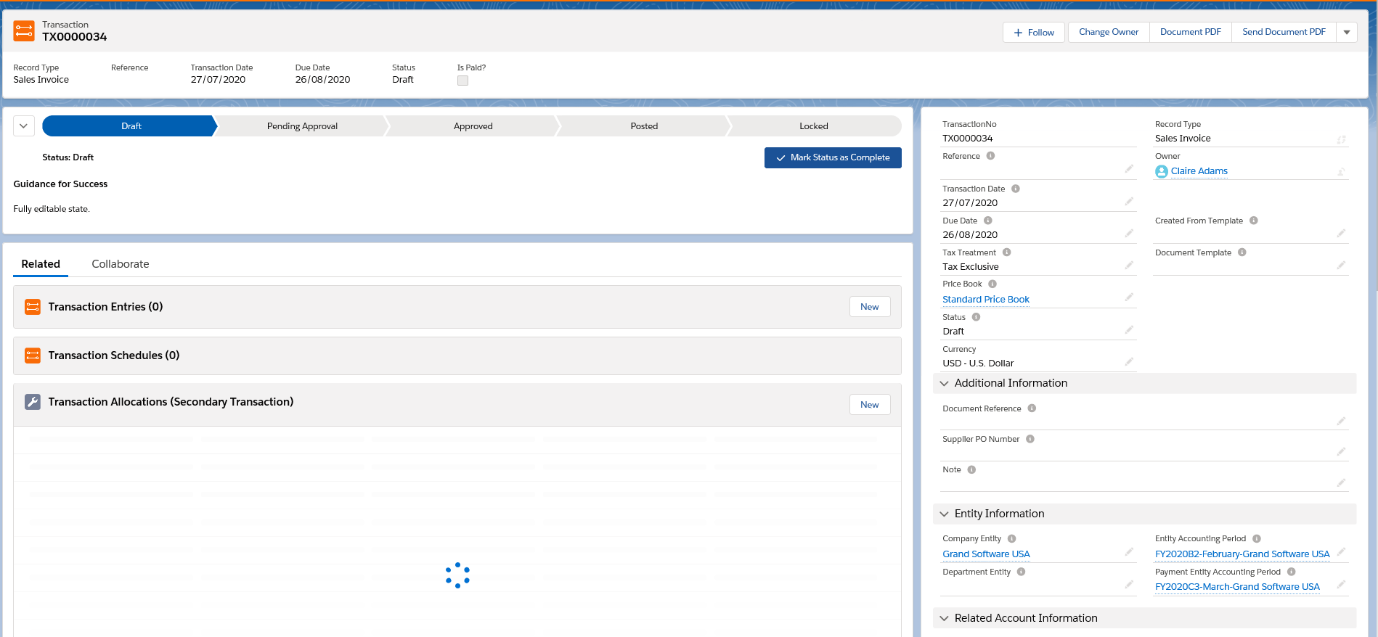 Transaction
TX0000034
Follow
Change Owner
Document PDF
Send Document PDF
Record Type
Sales Invoice
Reference
Transaction Date
27/07/2020
Due Date
26/08/2020
Status
Draft
Is Paid?
Draft
Pending Approval
Approved
Posted
Locked
Status: Draft
Mark Status as Complete
Guidance for Success
Fully editable state.
Related
Collaborate
Transaction Entries (0)
New
Transaction Schedules (0)
Transaction Allocations (Secondary Transaction)
New
TransactionNo
TX0000034
Record Type
Sales Invoice
Reference
Owner
Claire Adams
Transaction Date
27/07/2020
Due Date
26/08/2020
Created From Template
Tax Treatment
Tax Exclusive
Document Template
Price Book
Standard Price Book
Status
Draft
Currency
USD - U.S. Dollar
Additional Information
Document Reference
Supplier PO Number
Note
Entity Information
Company Entity
Grand Software USA
Entity Accounting Period
FY2020B2-February-Grand Software USA
Department Entity
Payment Entity Accounting Period
FY2020C3-March-Grand Software USA
Related Account Information